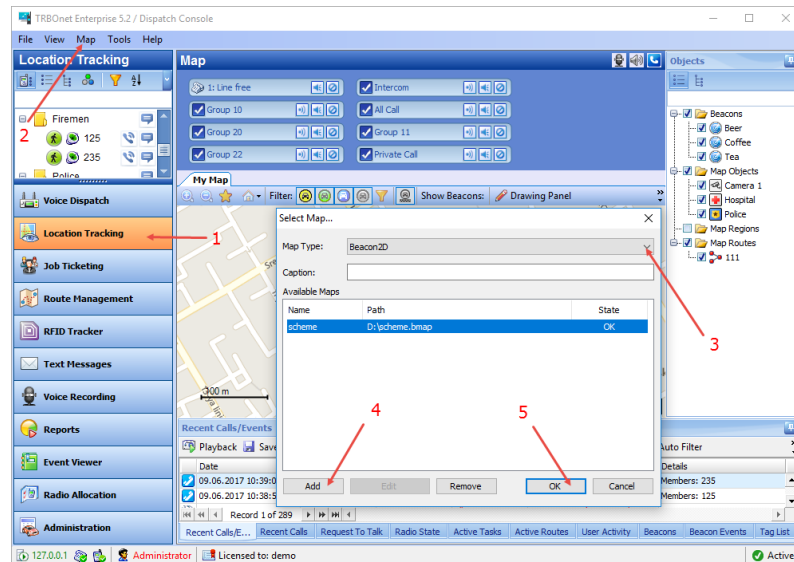 TRBOnet Enterprise 5.2 / Dispatch Console
File View Map Tools Help
Location Tracking
Map
Objects
1: Line free
Intercom
Group 10
All Call
Group 20
Group 11
Group 22
Private Call
2
Firemen
125
235
Police
My Map
Filter:
Show Beacons:
Drawing Panel
Beacons
Beer
Coffee
Tea
Map Objects
Camera 1
Hospital
Police
Map Regions
Map Routes
111
Voice Dispatch
Location Tracking
1
Job Ticketing
Route Management
RFID Tracker
Text Messages
Voice Recording
Reports
Event Viewer
Radio Allocation
Administration
Select Map...
Map Type:
Beacon2D
3
Caption:
Available Maps
Name Path State
scheme D:\scheme.bmap OK
4
5
Add Edit Remove OK Cancel
300 m
Recent Calls/Events
Playback Save
Auto Filter
Date
Details
09.06.2017 10:39:0
Members: 235
09.06.2017 10:38:5
Members: 125
Record 1 of 289
Recent Calls/E... Recent Calls Request To Talk Radio State Active Tasks Active Routes User Activity Beacons Beacon Events Tag List
127.0.0.1 Administrator Licensed to: demo Active